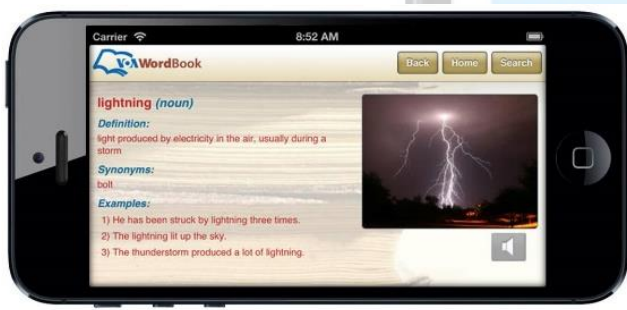 Carrier 8:52 AM
VOA WordBook
Back Home Search
lightning (noun)
Definition:
light produced by electricity in the air, usually during a
storm
Synonyms:
bolt
Examples:
1) He has been struck by lightning three times.
2) The lightning lit up the sky.
3) The thunderstorm produced a lot of lightning.